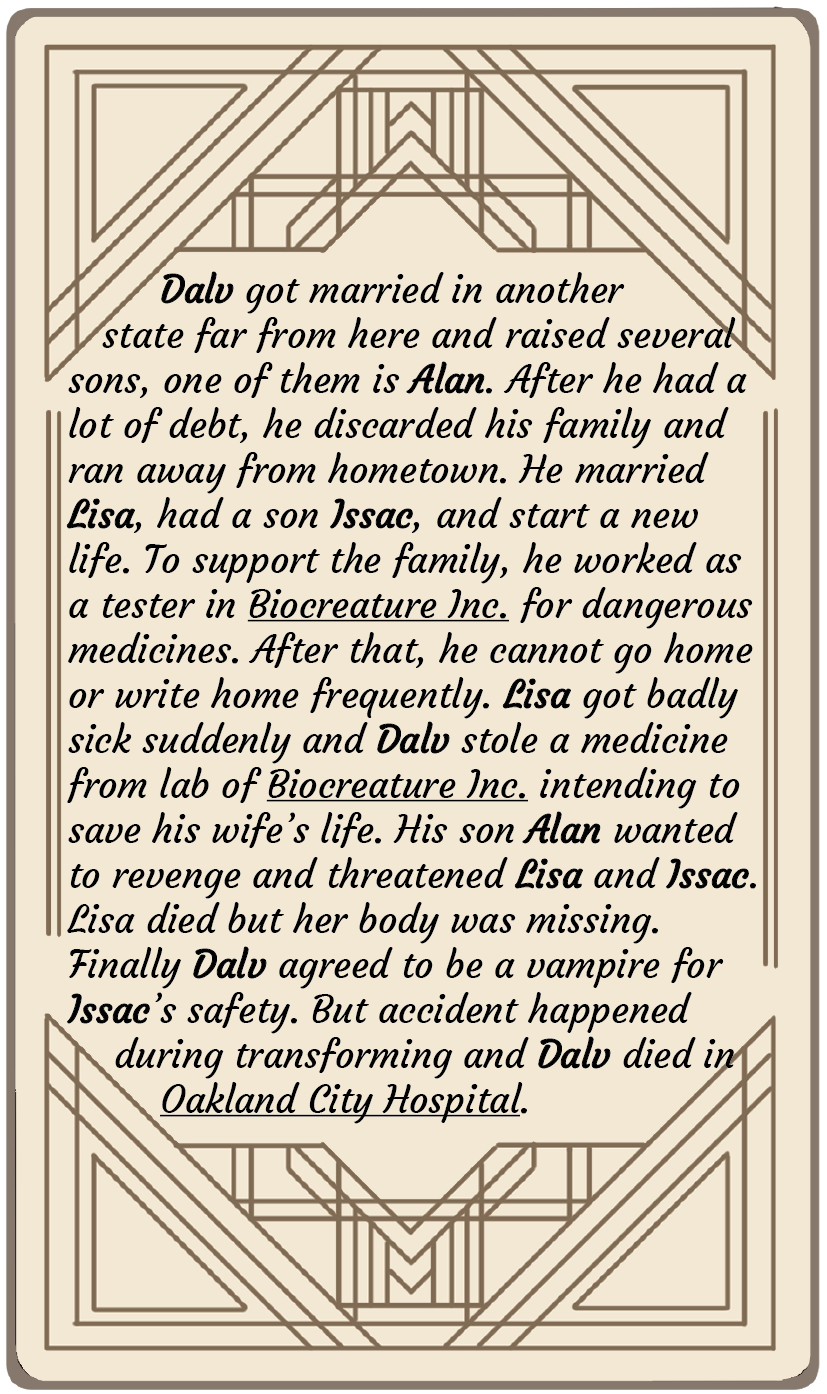 Dalv got married in another
state far from here and raised several
sons, one of them is Alan. After he had a
lot of debt, he discarded his family and
ran away from hometown. He married
Lisa, had a son Issac, and start a new
life. To support the family, he worked as
a tester in Biocreature Inc. for dangerous
medicines. After that, he cannot go home
or write home frequently. Lisa got badly
sick suddenly and Dalv stole a medicine
from lab of Biocreature Inc. intending to
save his wife's life. His son Alan wanted
to revenge and threatened Lisa and Issac.
Lisa died but her body was missing.
Finally Dalv agreed to be a vampire for
Issac's safety. But accident happened
during transforming and Dalv died in
Oakland City Hospital.